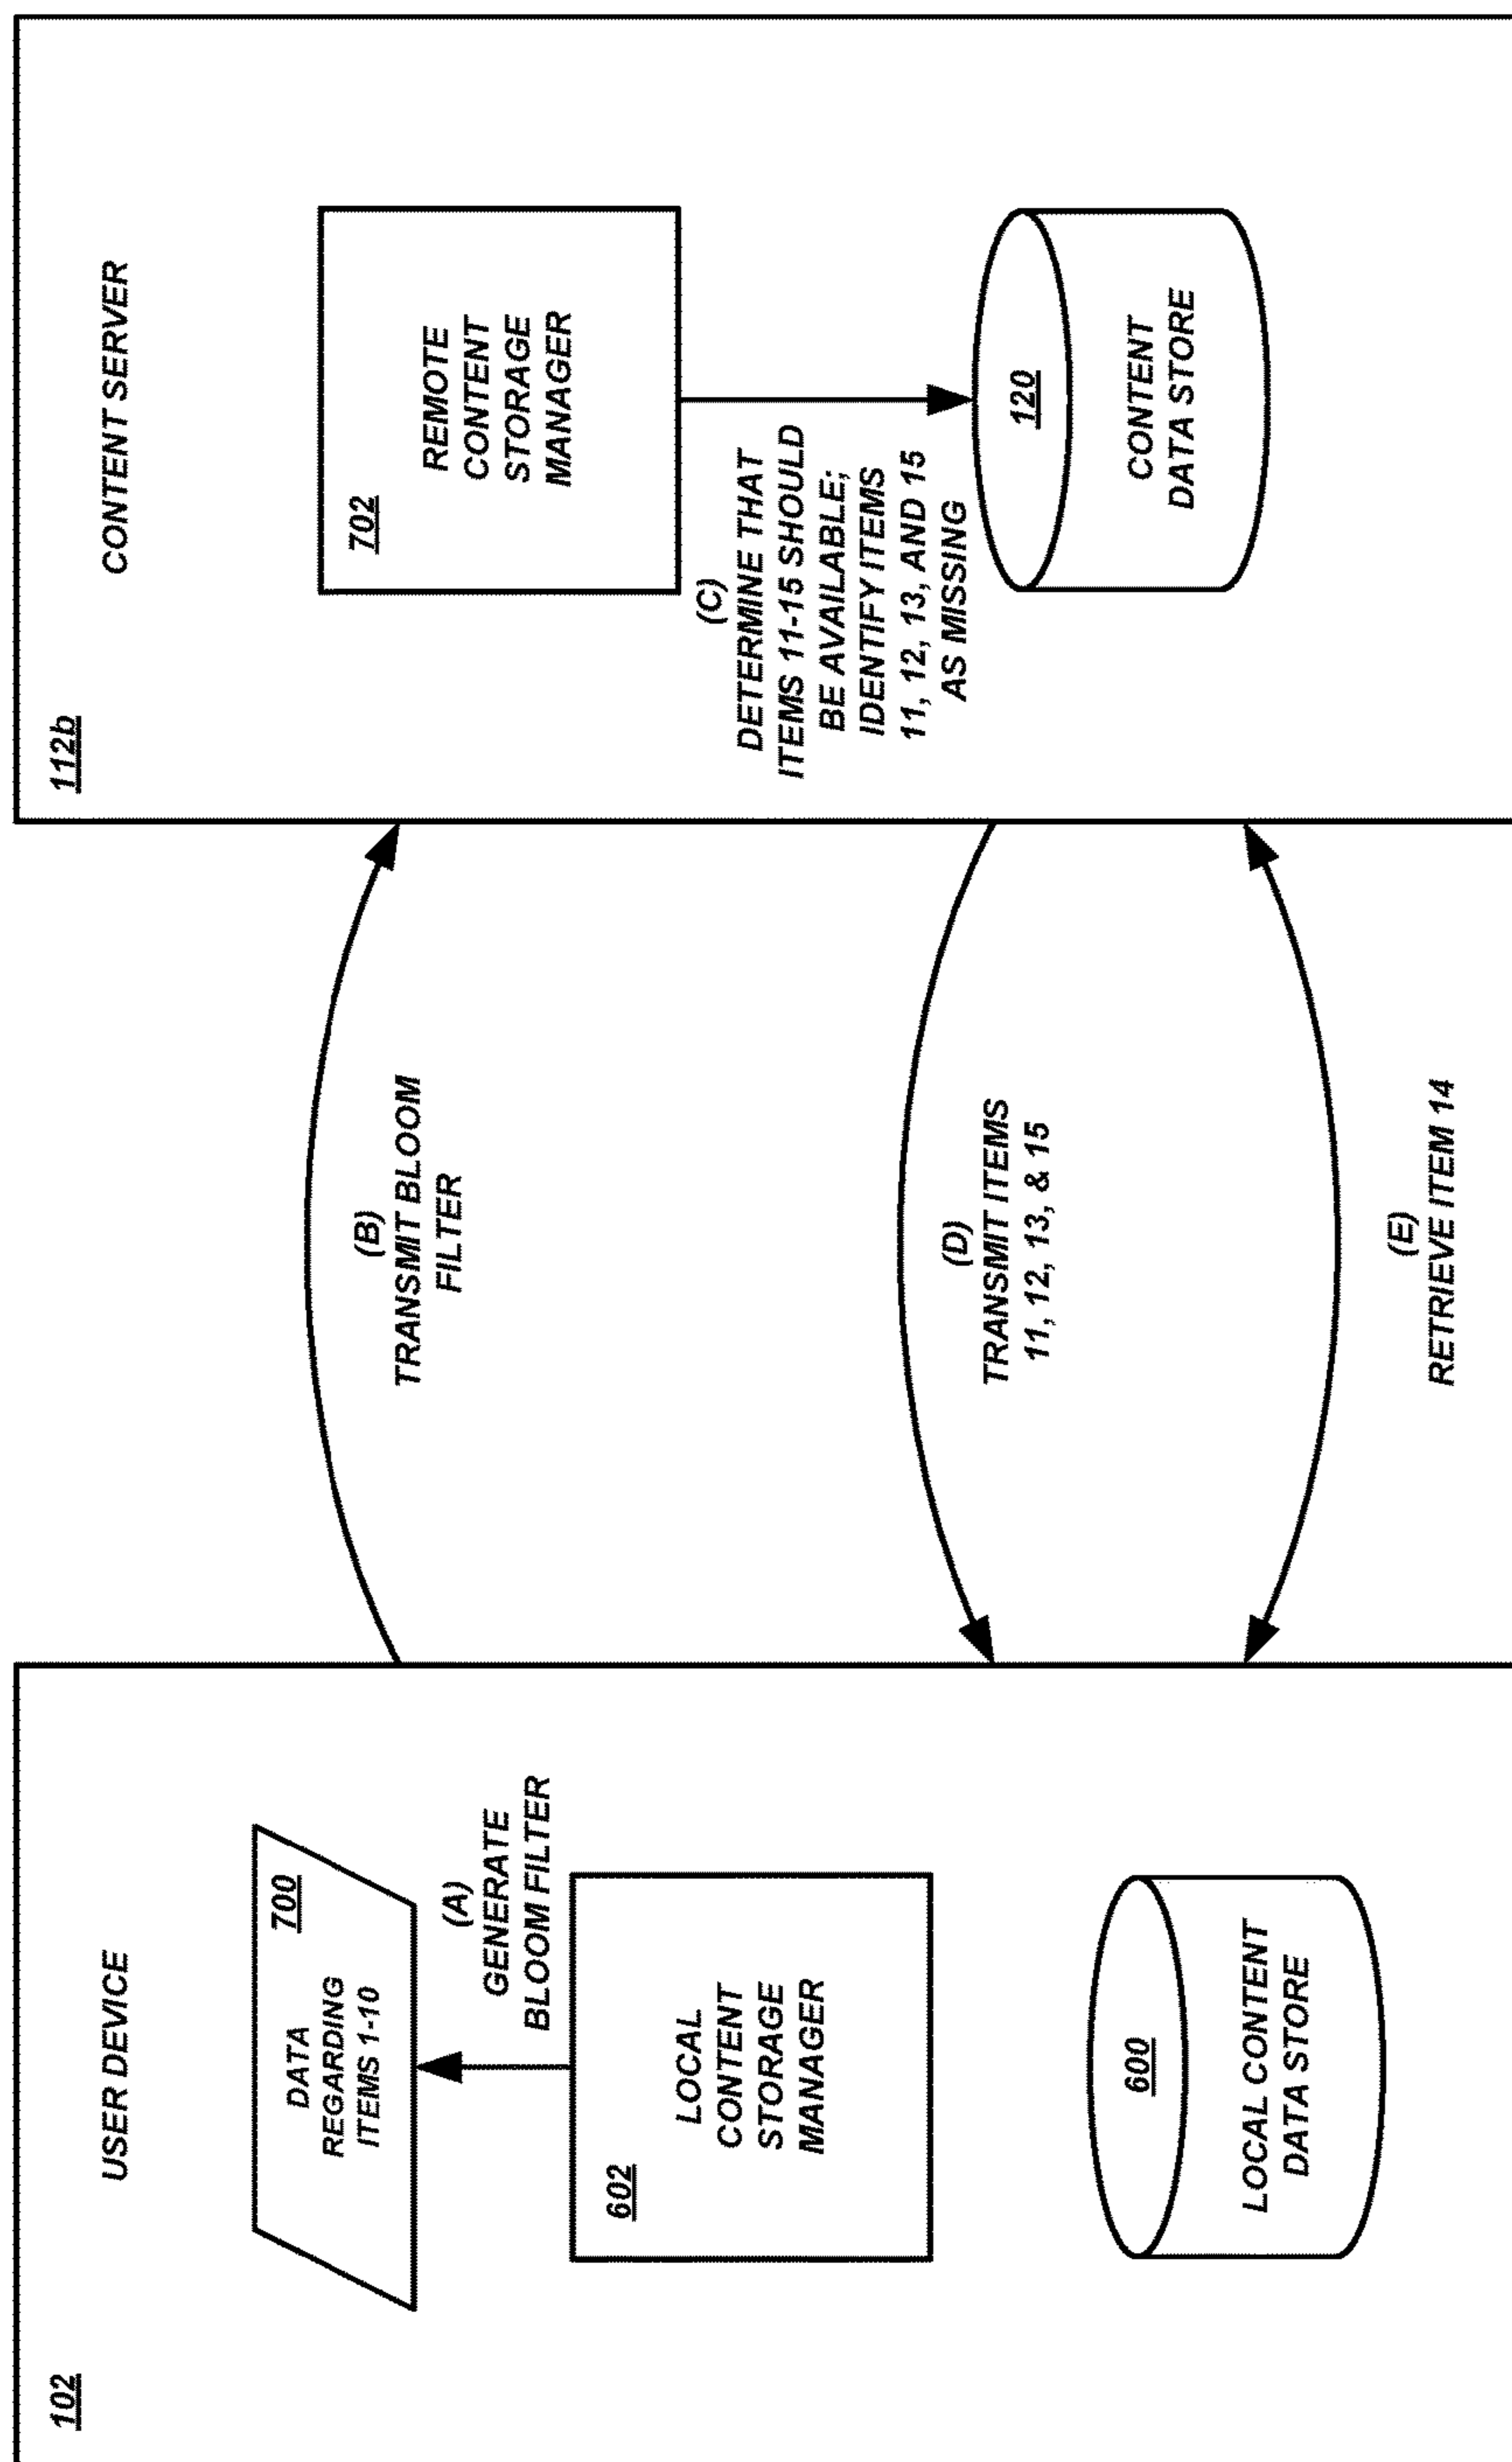 102
USER DEVICE
700
DATA
REGARDING
ITEMS 1-10
(A)
GENERATE
BLOOM FILTER
602
LOCAL
CONTENT
STORAGE
MANAGER
600
LOCAL CONTENT
DATA STORE
(B)
TRANSMIT BLOOM
FILTER
(D)
TRANSMIT ITEMS
11, 12, 13, & 15
(E)
RETRIEVE ITEM 14
112b
CONTENT SERVER
702
REMOTE
CONTENT
STORAGE
MANAGER
(C)
DETERMINE THAT
ITEMS 11-15 SHOULD
BE AVAILABLE;
IDENTIFY ITEMS
11, 12, 13, AND 15
AS MISSING
120
CONTENT
DATA STORE